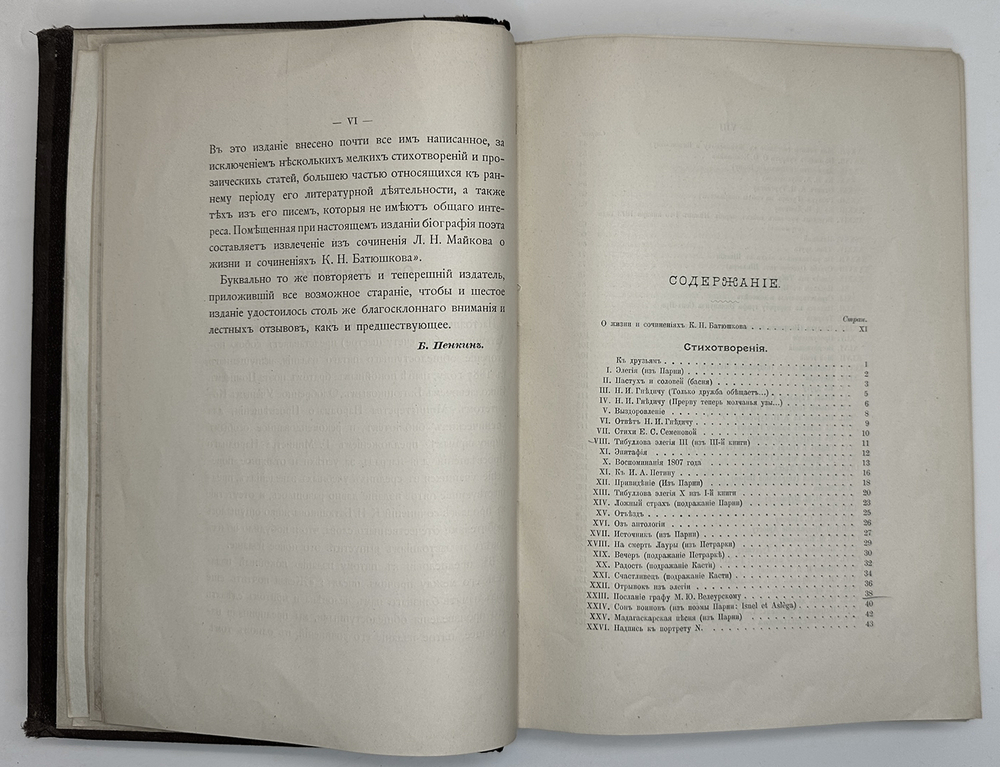 — VI —
Въ это изданіе внесено почти все имъ написанное, за
исключеніемъ нѣсколькихъ мелкихъ стихотвореній и про-
заическихъ статей, большею частью относящихся къ ран-
нему періоду его литературной дѣятельности, а также
тѣхъ изъ его писемъ, которыя не имѣютъ общаго инте-
реса. Помѣщенная при настоящемъ изданіи біографія поэта
составляетъ извлеченіе изъ сочиненія Л. Н. Майкова о
жизни и сочиненіяхъ К. Н. Батюшкова».
Буквально то же повторяетъ и теперешній издатель,
приложившій все возможное стараніе, чтобы и шестое
изданіе удостоилось столь же благосклоннаго вниманія и
лестныхъ отзывовъ, какъ и предшествующее.
Б. Пенкинъ.
СОДЕРЖАНІЕ.
Стран.
О жизни и сочиненіяхъ К. Н. Батюшкова . . . . . . . . . . . XI
Стихотворенія.
Къ друзьямъ . . . . . . . . . . . 1
I. Элегія (изъ Парни) . . . . . . . . . . . 2
II. Пастухъ и соловей (басня) . . . . . . . . . . . 3
III. Н. И. Гнѣдичу (Только дружба обѣщаетъ...) . . . . . . . . . . . 5
IV. Н. И. Гнѣдичу (Прерву теперь молчанья узы...) . . . . . . . . . . . 6
V. Выздоровленіе . . . . . . . . . . . 8
VI. Отвѣтъ Н. И. Гнѣдичу . . . . . . . . . . . 9
VII. Стихи Е. С. Семеновой . . . . . . . . . . . 10
VIII. Тибуллова элегія III (изъ III-й книги) . . . . . . . . . . . 11
XI. Эпитафія . . . . . . . . . . . 12
X. Воспоминанія 1807 года . . . . . . . . . . . 13
XI. Къ И. А. Петину . . . . . . . . . . . 16
XII. Привидѣніе (Изъ Парни) . . . . . . . . . . . 18
XIII. Тибуллова элегія X изъ I-й книги . . . . . . . . . . . 20
XIV. Ложный страхъ (подражаніе Парни) . . . . . . . . . . . 23
XV. Отъѣздъ . . . . . . . . . . . 25
XVI. Озъ антологіи . . . . . . . . . . . 26
XVII. Источникъ (изъ Парни) . . . . . . . . . . . 27
XVIII. На смерть Лауры (изъ Петрарки) . . . . . . . . . . . 29
XIX. Вечеръ (подражаніе Петраркѣ) . . . . . . . . . . . 30
XX. Радость (подражаніе Касти) . . . . . . . . . . . 32
XXI. Счастливецъ (подражаніе Касти) . . . . . . . . . . . 34
XXII. Отрывокъ изъ элегіи . . . . . . . . . . . 36
XXIII. Посланіе графу М. Ю. Велеурскому . . . . . . . . . . . 38
XXIV. Сонъ воиновъ (изъ поэмы Парни: Isnel et Asléga) . . . . . . . . . . . 40
XXV. Мадагаскарская пѣсня (изъ Парни) . . . . . . . . . . . 42
XXVI. Надпись къ портрету N. . . . . . . . . . . . 43